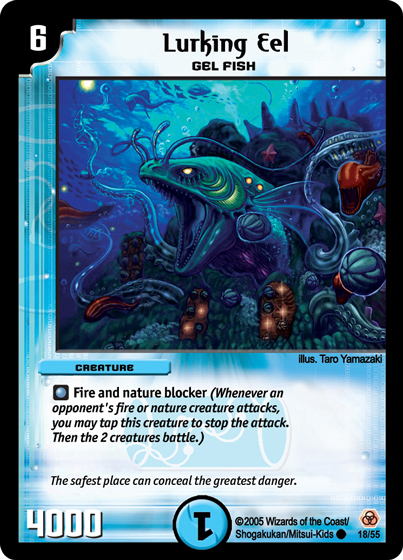 6
Lurking Eel
GEL FISH
illus. Taro Yamazaki
CREATURE
Fire and nature blocker (Whenever an
opponent's fire or nature creature attacks,
you may tap this creature to stop the attack.
Then the 2 creatures battle.)
The safest place can conceal the greatest danger.
4000
1
©2005 Wizards of the Coast/
Shogakukan/Mitsui-Kids ● 18/55